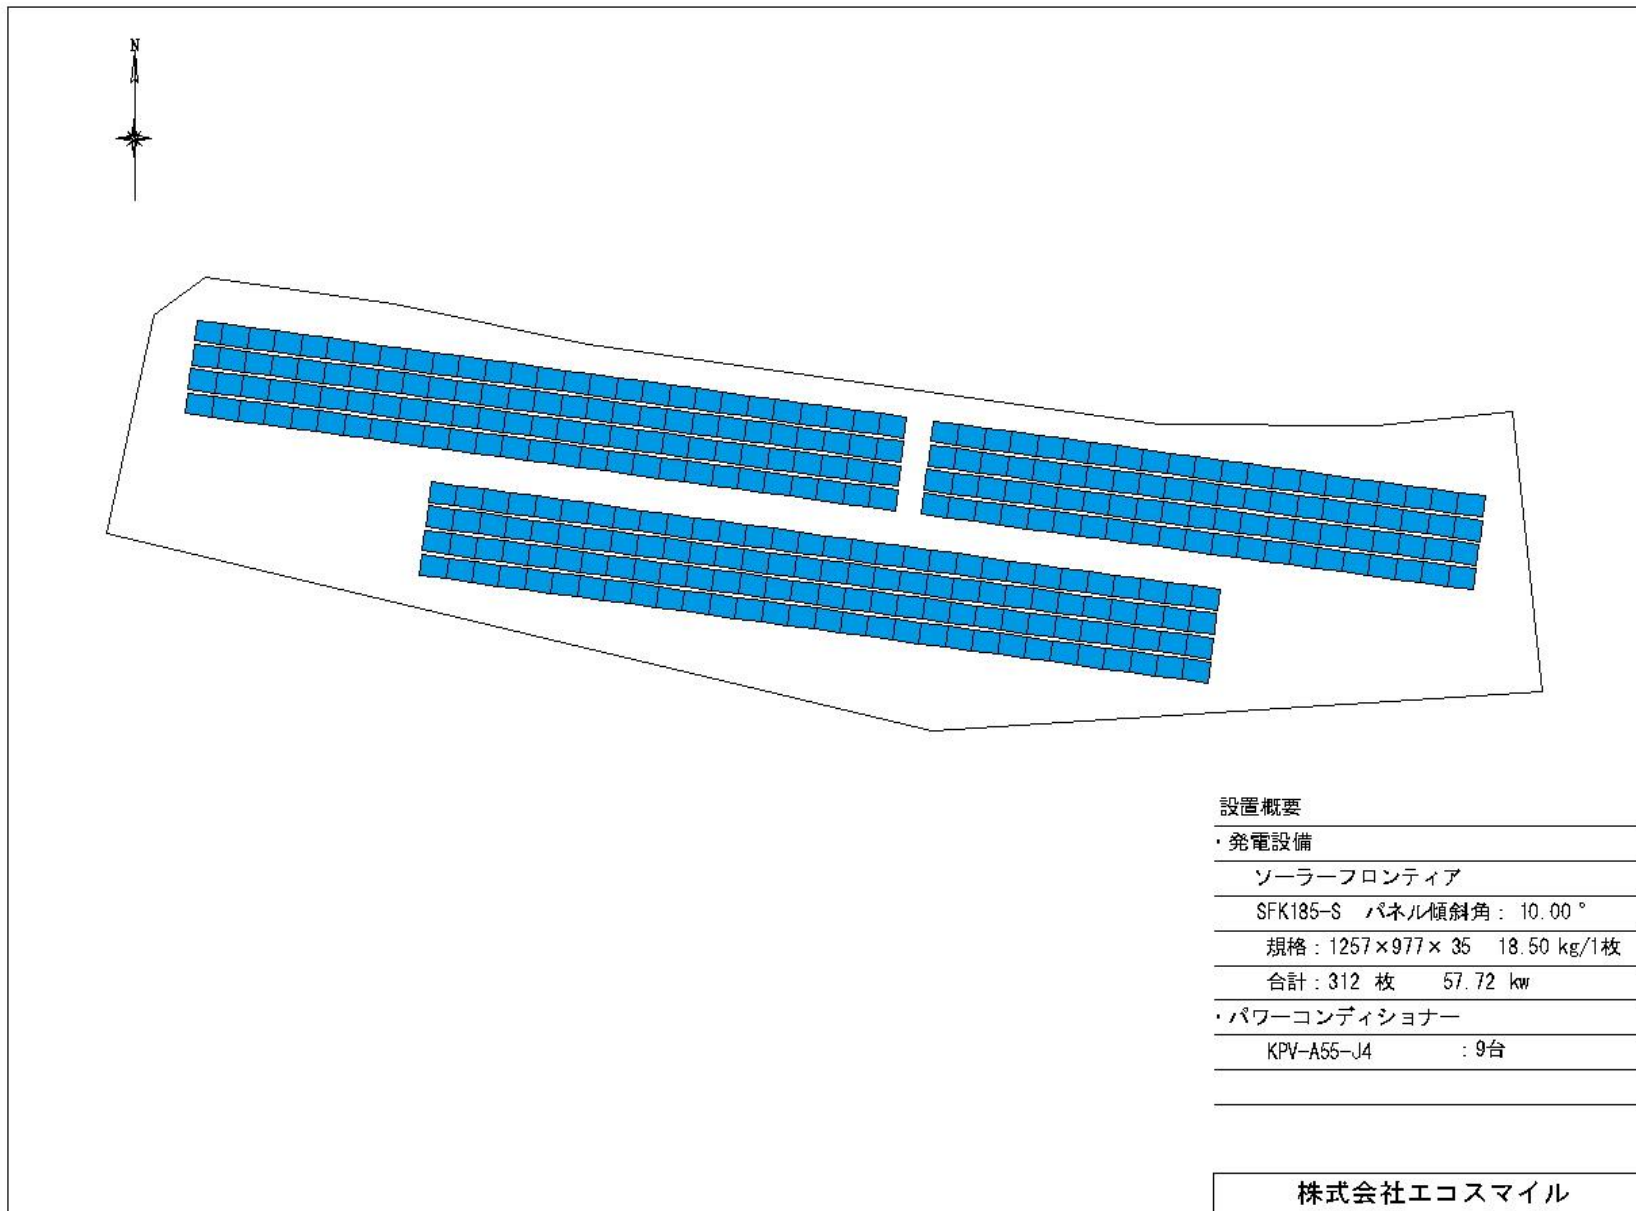 N
設置概要
・発電設備
ソーラーフロンティア
SFK185-S パネル傾斜角： 10.00°
規格：1257×977× 35 18.50 kg/1枚
合計：312 枚 57.72 kw
・パワーコンディショナー
KPV-A55-J4 ：9台
株式会社エコスマイル